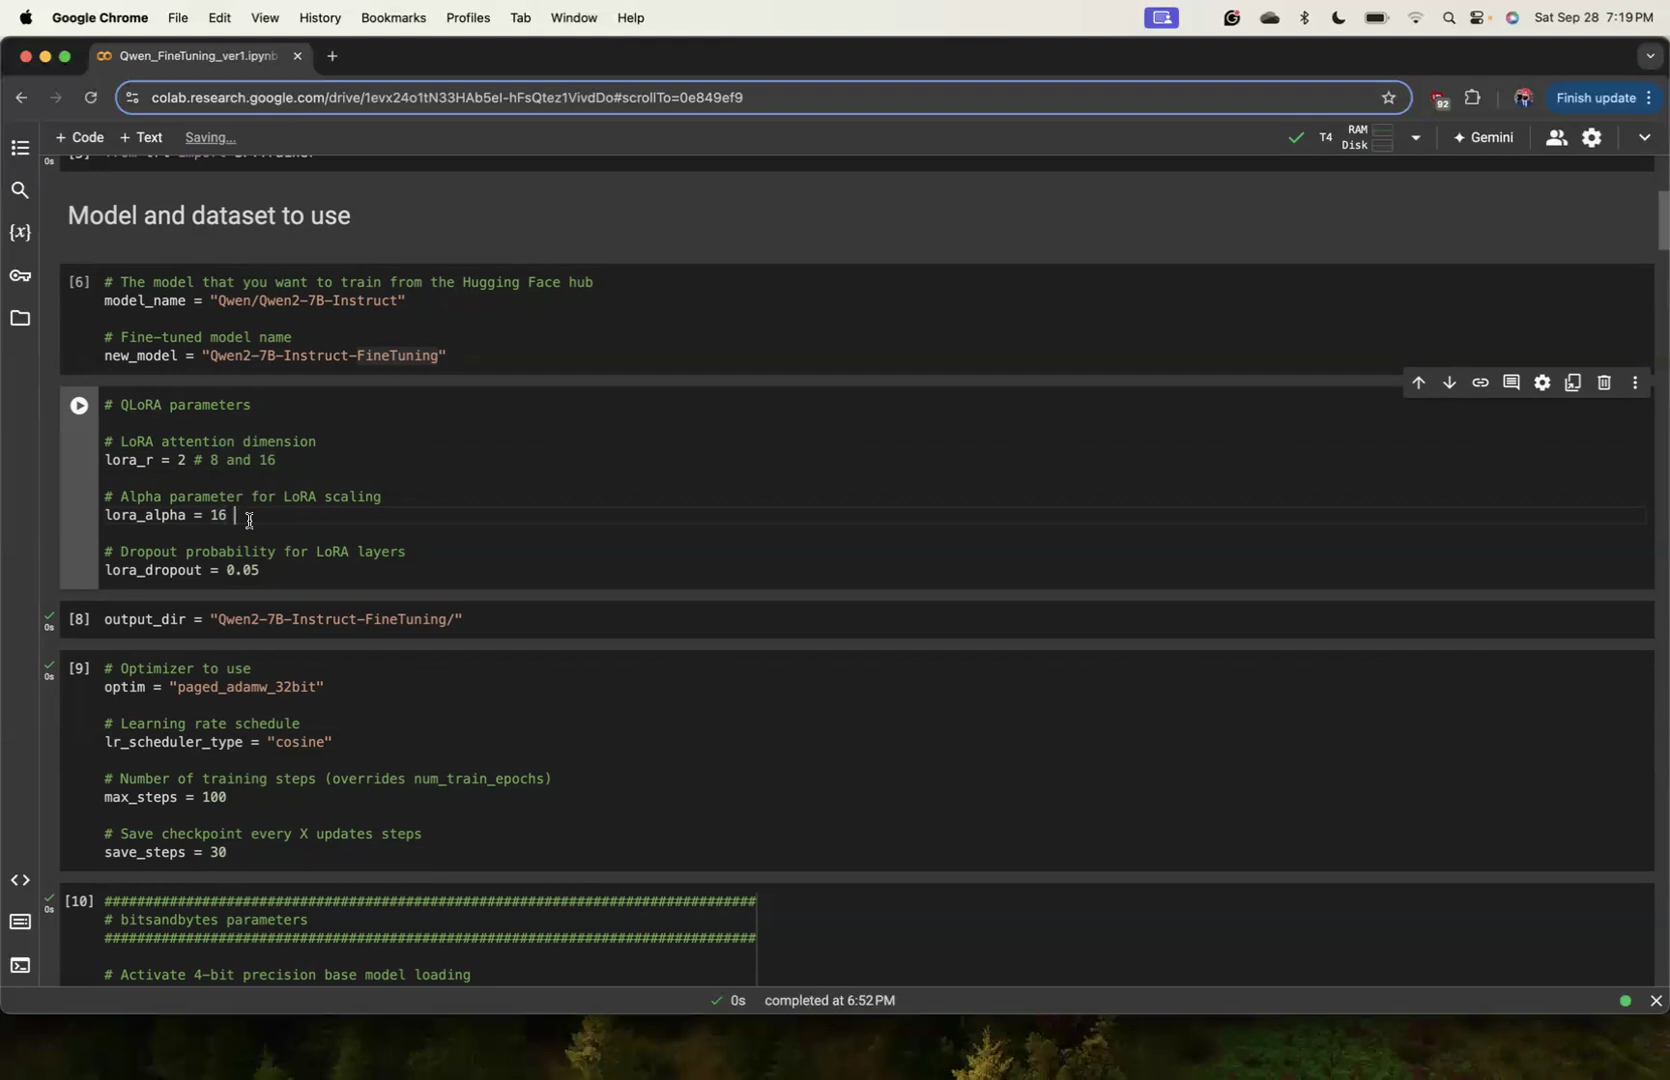 Google Chrome File Edit View History Bookmarks Profiles Tab Window Help Sat Sep 28 7:19 PM
Qwen_FineTuning_ver1.ipynb
colab.research.google.com/drive/1evx24o1tN33HAb5eI-hFsQtez1VivdDo#scrollTo=0e849ef9 92 Finish update
+ Code + Text Saving... T4 RAM Disk Gemini
0s
Model and dataset to use
[6] # The model that you want to train from the Hugging Face hub
model_name = "Qwen/Qwen2-7B-Instruct"
# Fine-tuned model name
new_model = "Qwen2-7B-Instruct-FineTuning"
# QLoRA parameters
# LoRA attention dimension
lora_r = 2 # 8 and 16
# Alpha parameter for LoRA scaling
lora_alpha = 16
# Dropout probability for LoRA layers
lora_dropout = 0.05
0s [8] output_dir = "Qwen2-7B-Instruct-FineTuning/"
0s [9] # Optimizer to use
optim = "paged_adamw_32bit"
# Learning rate schedule
lr_scheduler_type = "cosine"
# Number of training steps (overrides num_train_epochs)
max_steps = 100
# Save checkpoint every X updates steps
save_steps = 30
0s [10] ################################################################################
# bitsandbytes parameters
################################################################################
# Activate 4-bit precision base model loading
0s completed at 6:52 PM